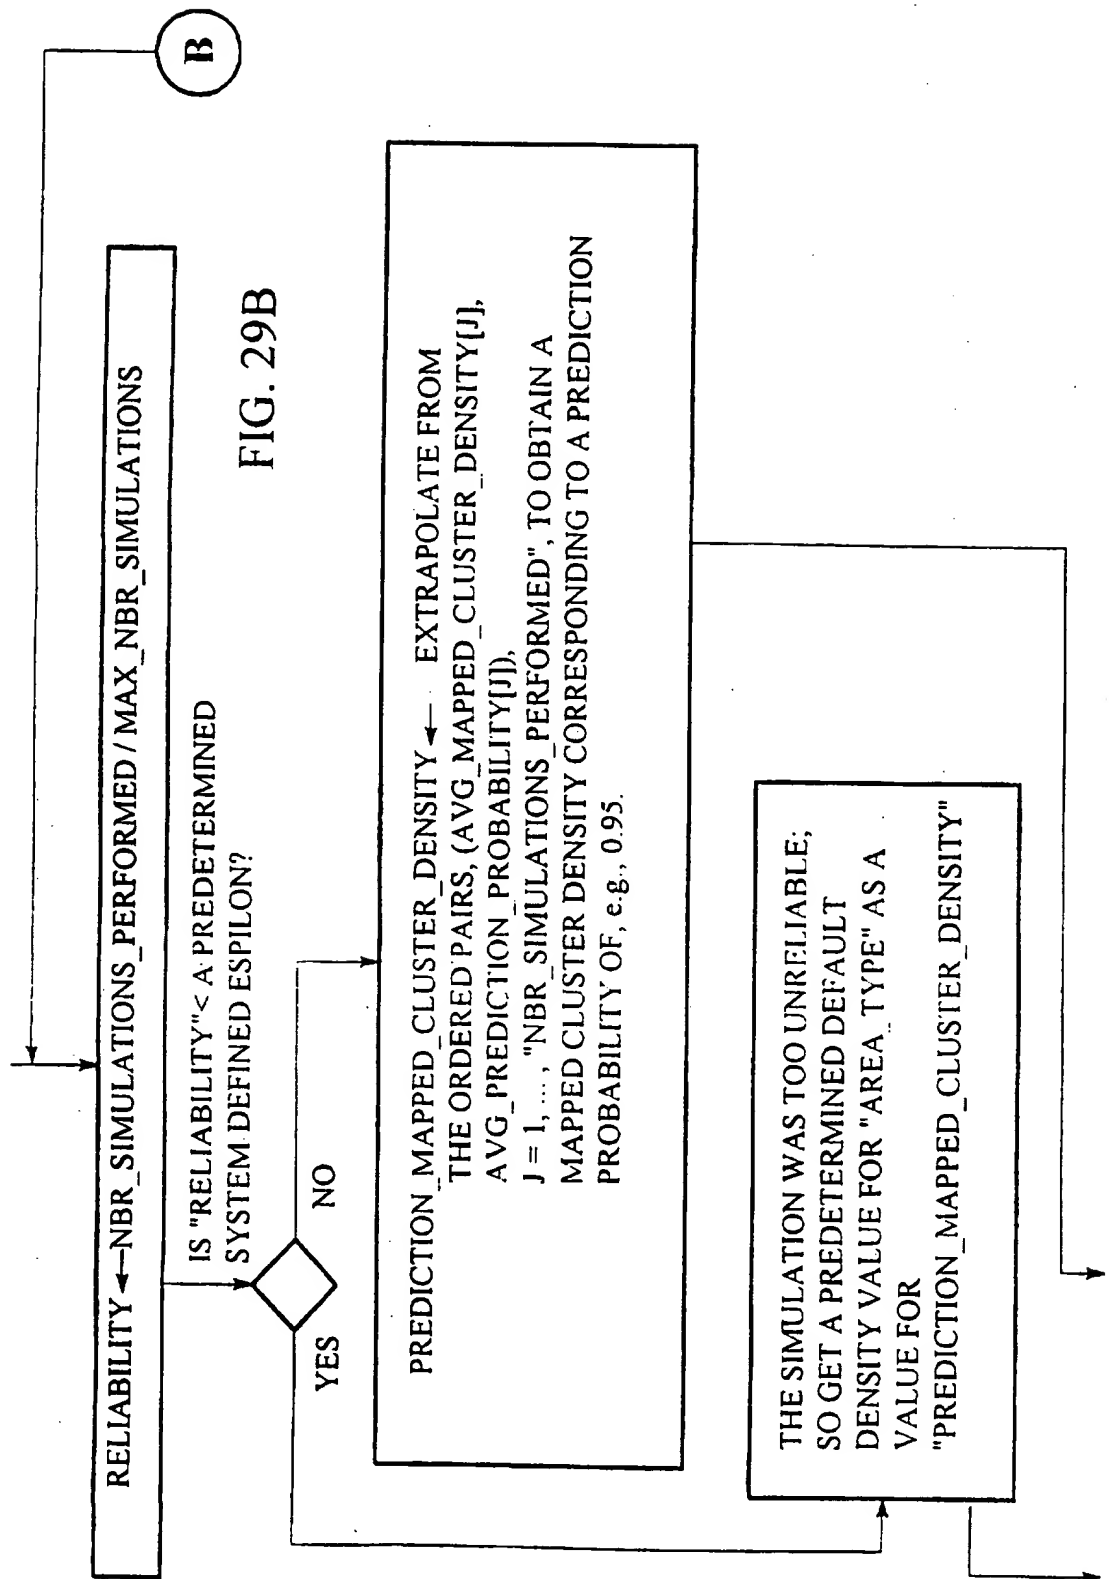 B
RELIABILITY ← NBR_SIMULATIONS_PERFORMED / MAX_NBR_SIMULATIONS
IS "RELIABILITY" < A PREDETERMINED
SYSTEM DEFINED ESPILON?
FIG. 29B
YES
NO
PREDICTION_MAPPED_CLUSTER_DENSITY ← EXTRAPOLATE FROM
THE ORDERED PAIRS, (AVG_MAPPED_CLUSTER_DENSITY[J],
AVG_PREDICTION_PROBABILITY[J]),
J = 1, ... , "NBR_SIMULATIONS_PERFORMED", TO OBTAIN A
MAPPED CLUSTER DENSITY CORRESPONDING TO A PREDICTION
PROBABILITY OF, e.g., 0.95.
THE SIMULATION WAS TOO UNRELIABLE;
SO GET A PREDETERMINED DEFAULT
DENSITY VALUE FOR "AREA_TYPE" AS A
VALUE FOR
"PREDICTION_MAPPED_CLUSTER_DENSITY"